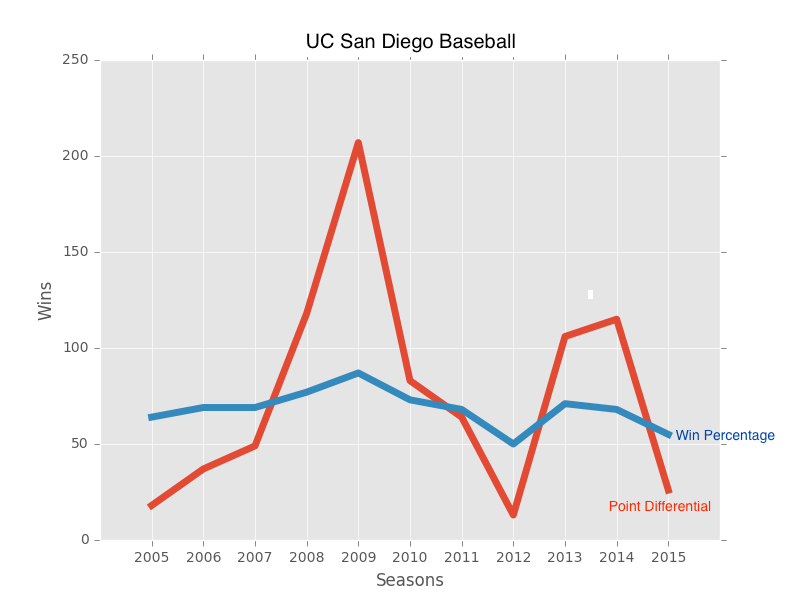 UC San Diego Baseball
250
200
150
100
50
0
Wins
Win Percentage
Point Differential
2005 2006 2007 2008 2009 2010 2011 2012 2013 2014 2015
Seasons